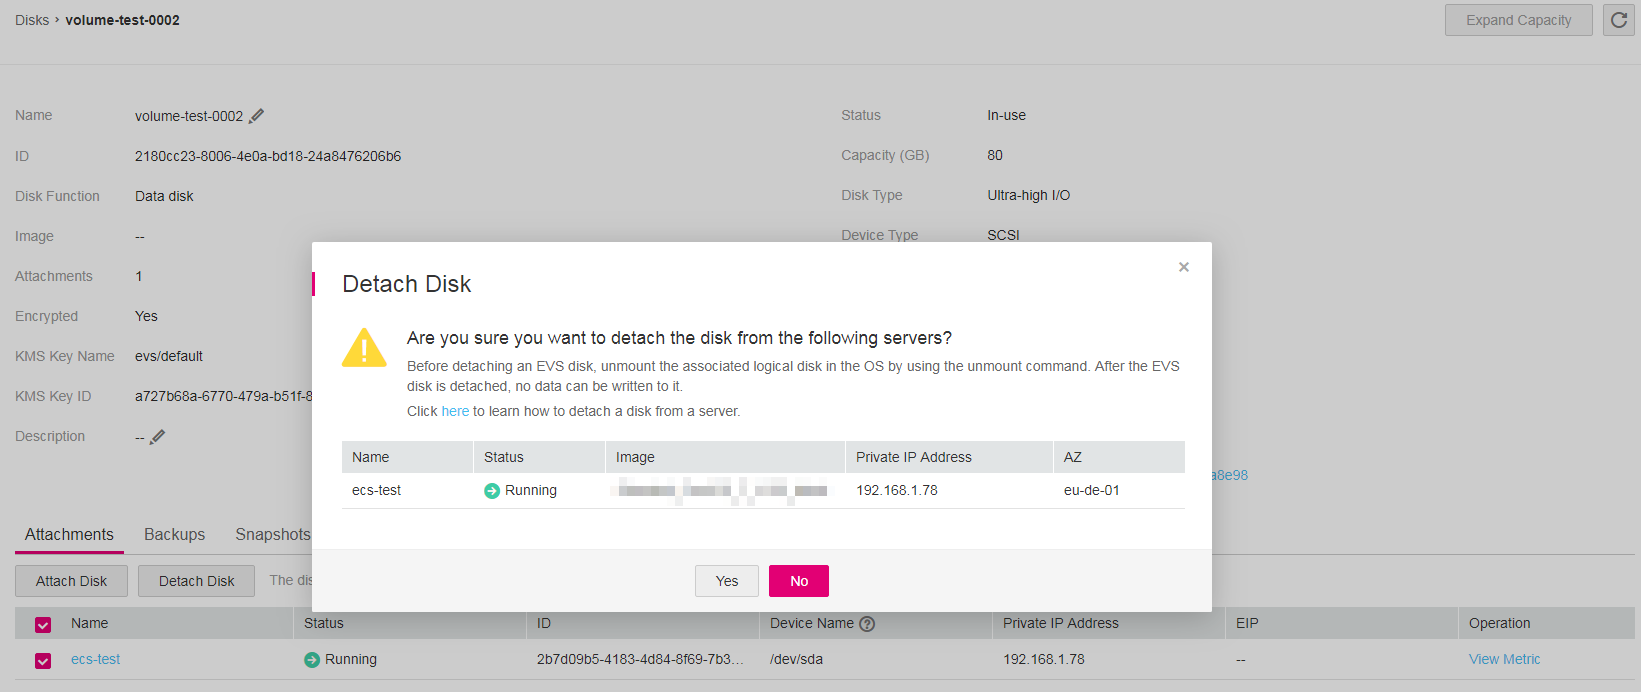 Disks › volume-test-0002
Expand Capacity
Name volume-test-0002
Status In-use
ID 2180cc23-8006-4e0a-bd18-24a8476206b6
Capacity (GB) 80
Disk Function Data disk
Disk Type Ultra-high I/O
Image --
Device Type SCSI
Attachments 1
Encrypted Yes
KMS Key Name evs/default
KMS Key ID a727b68a-6770-479a-b51f-8
Description --
a8e98
Detach Disk
×
Are you sure you want to detach the disk from the following servers?
Before detaching an EVS disk, unmount the associated logical disk in the OS by using the unmount command. After the EVS
disk is detached, no data can be written to it.
Click here to learn how to detach a disk from a server.
Name Status Image Private IP Address AZ
ecs-test Running 192.168.1.78 eu-de-01
Yes No
Attachments Backups Snapshots
Attach Disk Detach Disk The dis
Name Status ID Device Name ? Private IP Address EIP Operation
ecs-test Running 2b7d09b5-4183-4d84-8f69-7b3... /dev/sda 192.168.1.78 -- View Metric